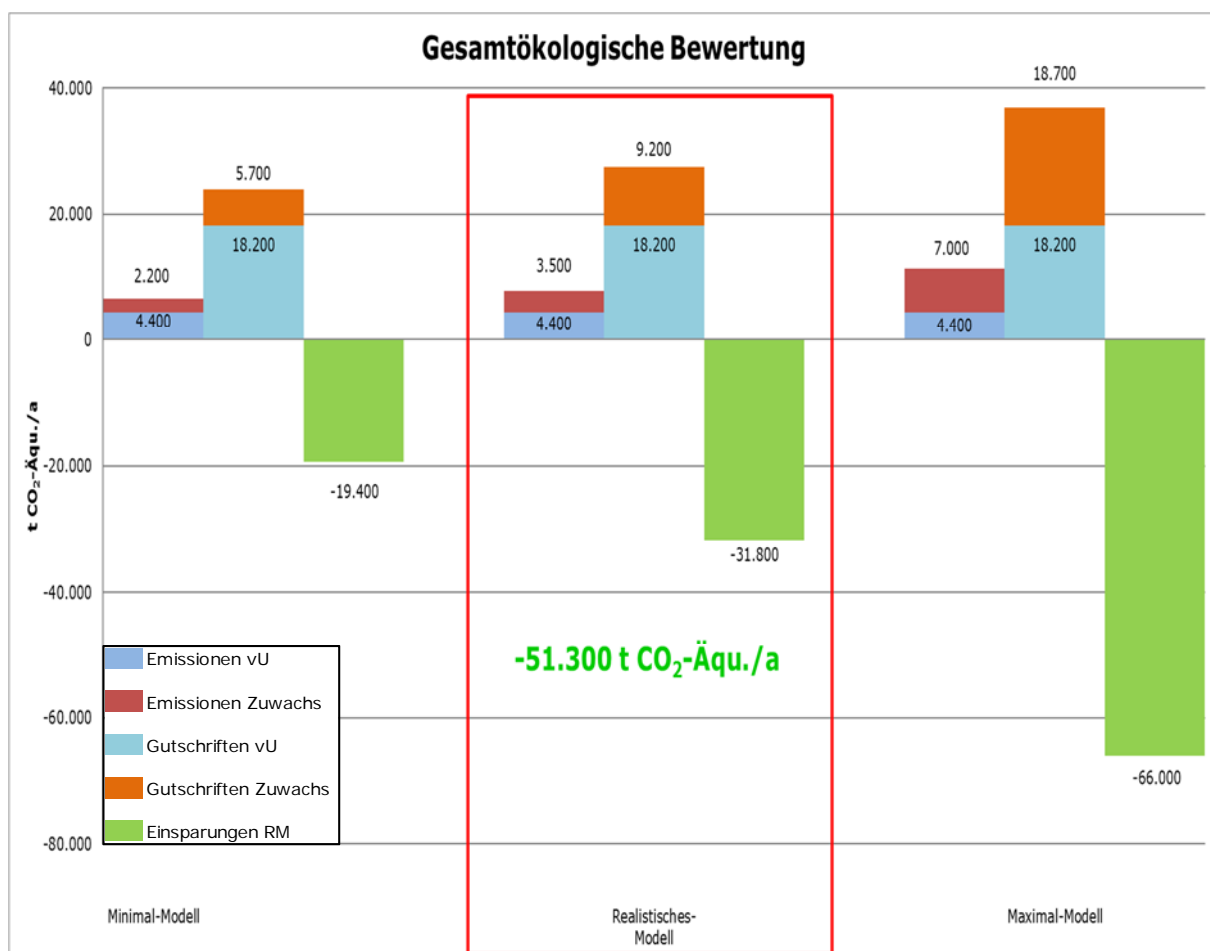 Gesamtökologische Bewertung
t CO₂-Äqu./a
40.000
20.000
0
-20.000
-40.000
-60.000
-80.000
5.700
18.200
2.200
4.400
-19.400
9.200
18.200
3.500
4.400
-31.800
-51.300 t CO₂-Äqu./a
18.700
7.000
18.200
4.400
-66.000
Emissionen vU
Emissionen Zuwachs
Gutschriften vU
Gutschriften Zuwachs
Einsparungen RM
Minimal-Modell
Realistisches-
Modell
Maximal-Modell